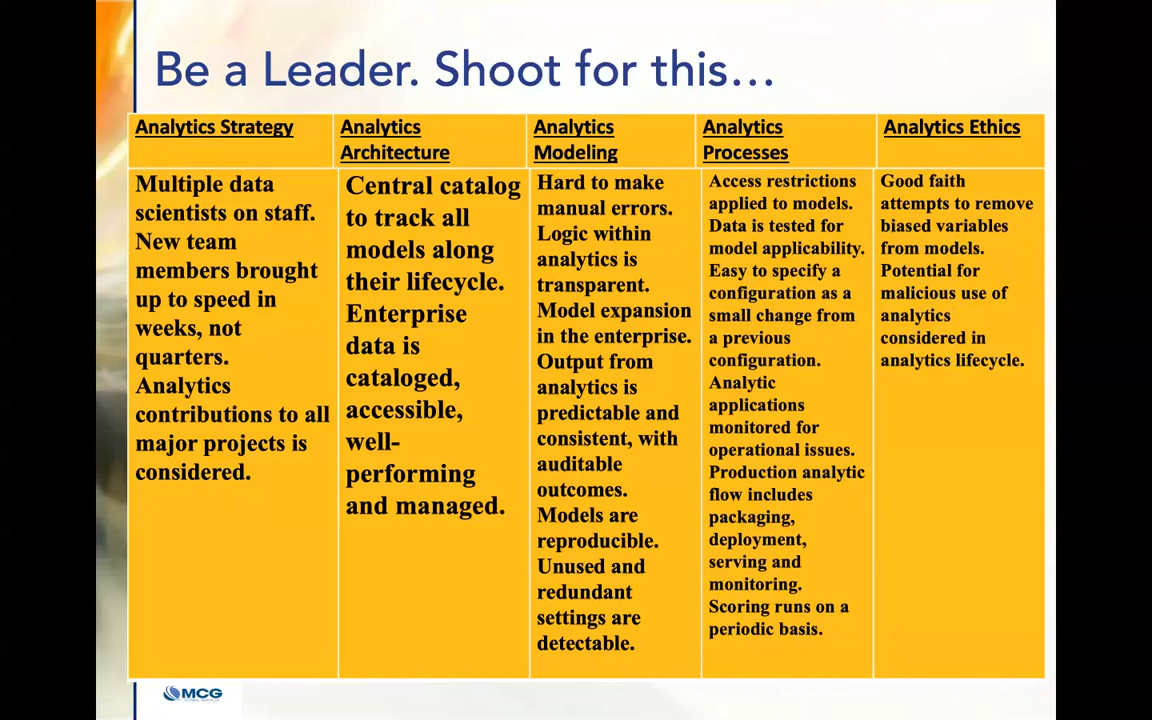 Be a Leader. Shoot for this...
Analytics Strategy
Multiple data
scientists on staff.
New team
members brought
up to speed in
weeks, not
quarters.
Analytics
contributions to all
major projects is
considered.
Analytics
Architecture
Central catalog
to track all
models along
their lifecycle.
Enterprise
data is
cataloged,
accessible,
well-
performing
and managed.
Analytics
Modeling
Hard to make
manual errors.
Logic within
analytics is
transparent.
Model expansion
in the enterprise.
Output from
analytics is
predictable and
consistent, with
auditable
outcomes.
Models are
reproducible.
Unused and
redundant
settings are
detectable.
Analytics
Processes
Access restrictions
applied to models.
Data is tested for
model applicability.
Easy to specify a
configuration as a
small change from
a previous
configuration.
Analytic
applications
monitored for
operational issues.
Production analytic
flow includes
packaging,
deployment,
serving and
monitoring.
Scoring runs on a
periodic basis.
Analytics Ethics
Good faith
attempts to remove
biased variables
from models.
Potential for
malicious use of
analytics
considered in
analytics lifecycle.
MCG